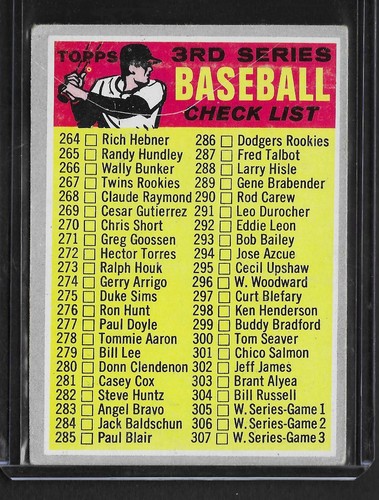 TOPPS 3RD SERIES
BASEBALL
CHECK LIST
264 Rich Hebner
265 Randy Hundley
266 Wally Bunker
267 Twins Rookies
268 Claude Raymond
269 Cesar Gutierrez
270 Chris Short
271 Greg Goossen
272 Hector Torres
273 Ralph Houk
274 Gerry Arrigo
275 Duke Sims
276 Ron Hunt
277 Paul Doyle
278 Tommie Aaron
279 Bill Lee
280 Donn Clendenon
281 Casey Cox
282 Steve Huntz
283 Angel Bravo
284 Jack Baldschun
285 Paul Blair
286 Dodgers Rookies
287 Fred Talbot
288 Larry Hisle
289 Gene Brabender
290 Rod Carew
291 Leo Durocher
292 Eddie Leon
293 Bob Bailey
294 Jose Azcue
295 Cecil Upshaw
296 W. Woodward
297 Curt Blefary
298 Ken Henderson
299 Buddy Bradford
300 Tom Seaver
301 Chico Salmon
302 Jeff James
303 Brant Alyea
304 Bill Russell
305 W. Series-Game 1
306 W. Series-Game 2
307 W. Series-Game 3